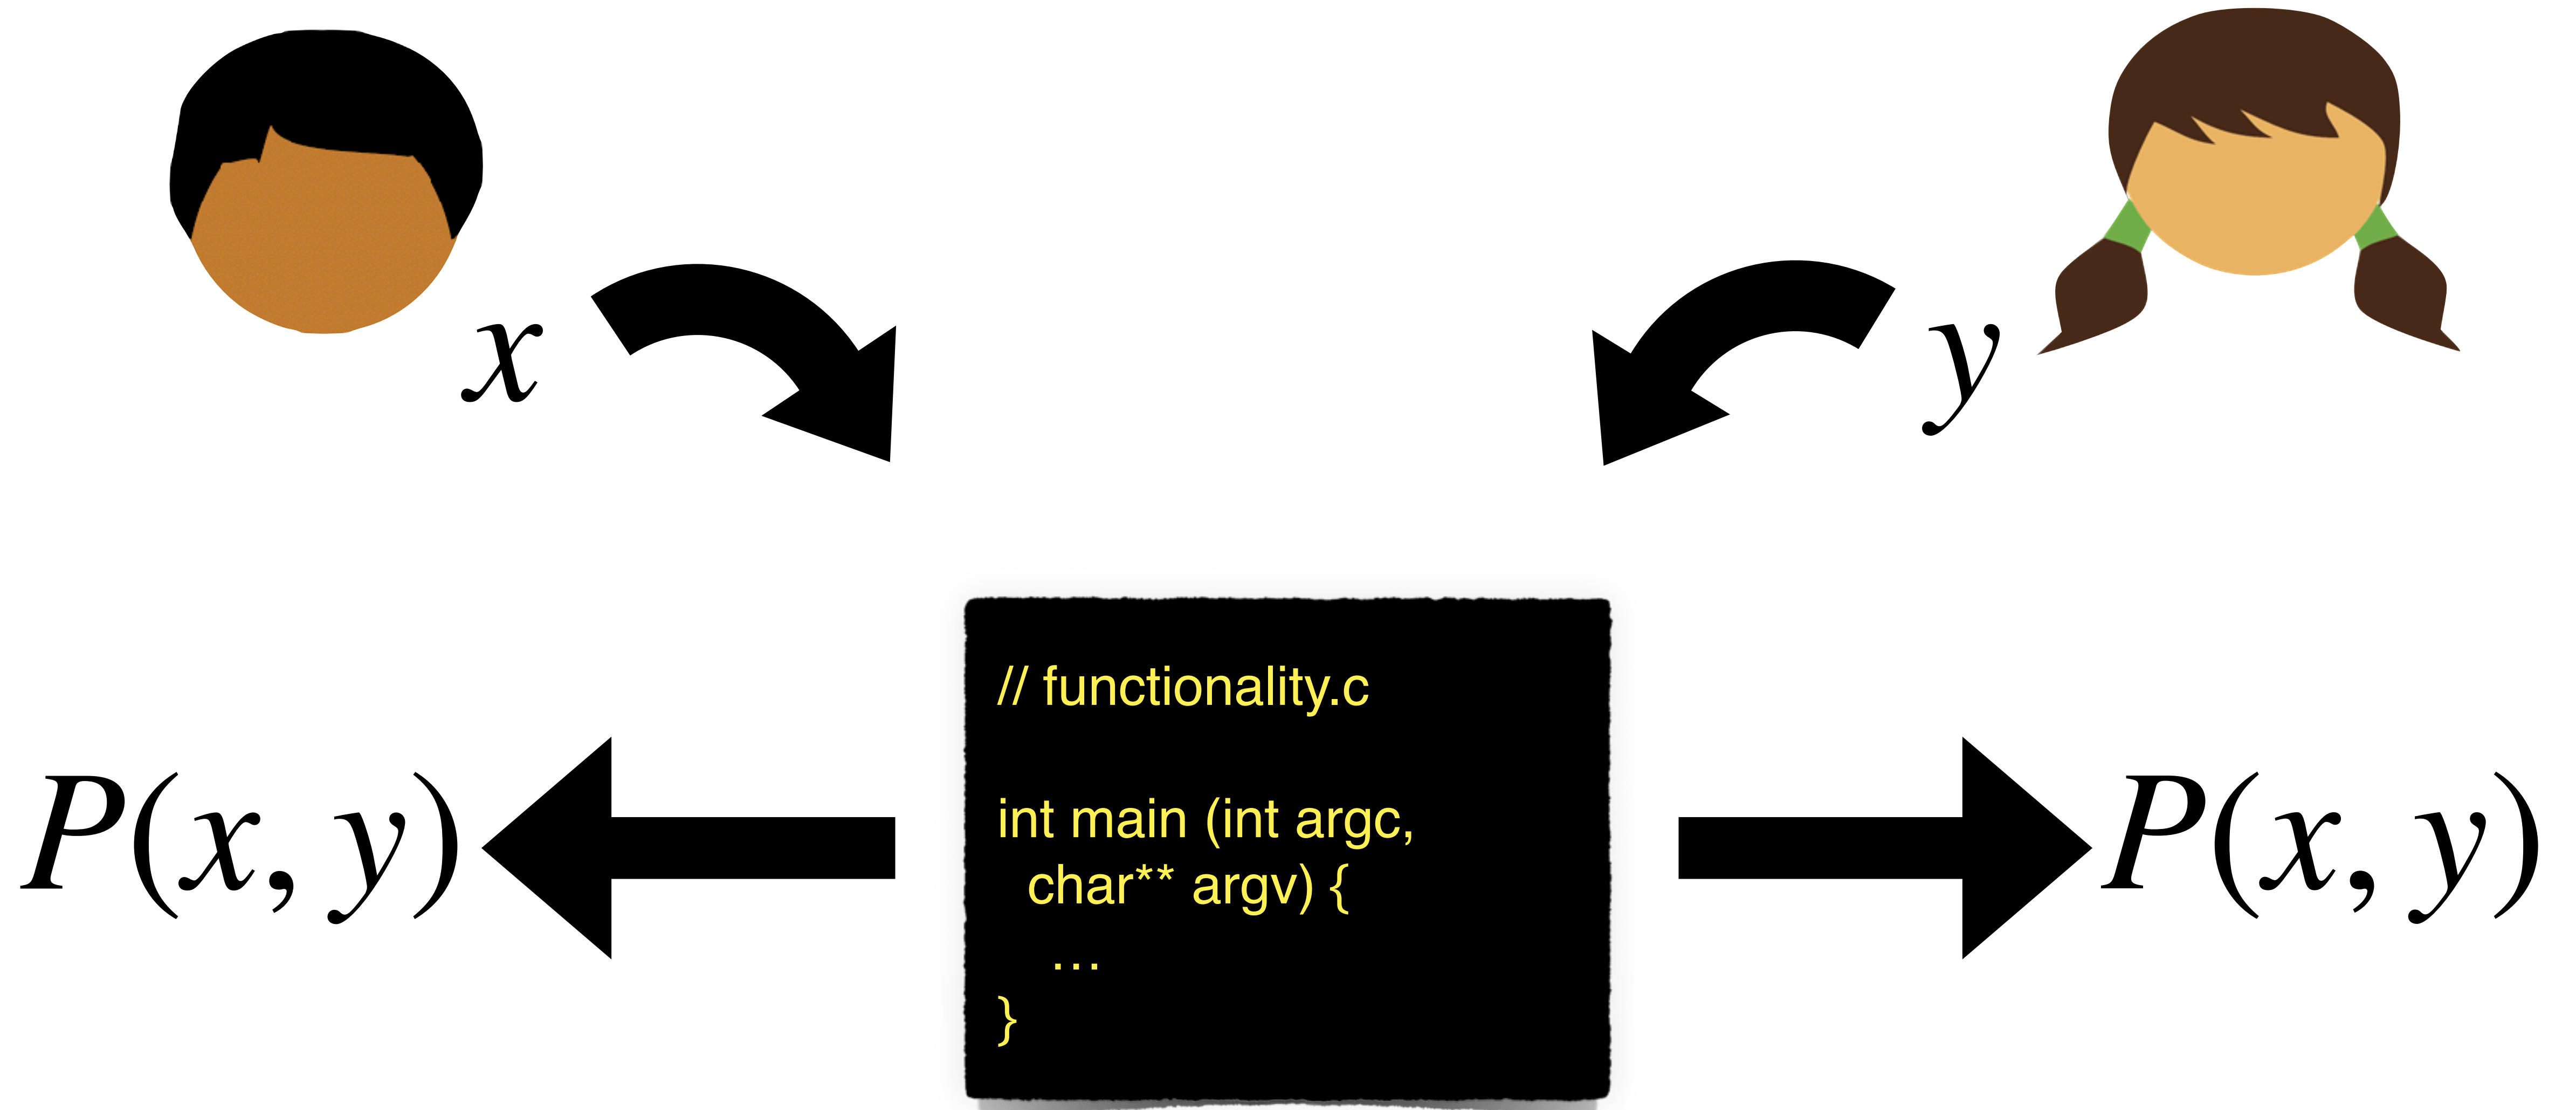 x
y
// functionality.c
int main (int argc,
char** argv) {
…
}
P(x, y)
P(x, y)